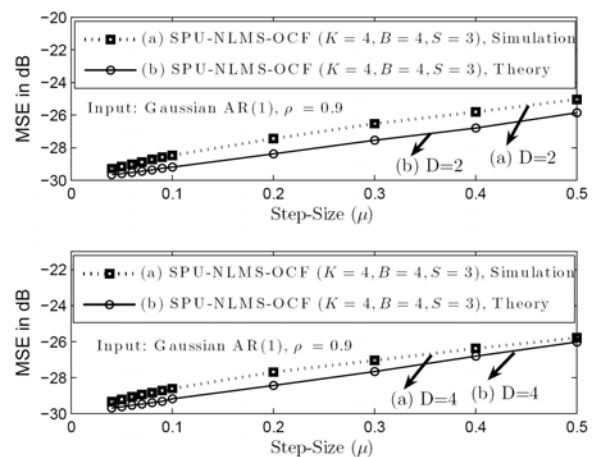 −20
(a) SPU-NLMS-OCF (K = 4, B = 4, S = 3), Simulation
−22
(b) SPU-NLMS-OCF (K = 4, B = 4, S = 3), Theory
−24
Input: Gaussian AR(1), ρ = 0.9
−26
−28
(b) D=2
(a) D=2
−30
MSE in dB
0 0.1 0.2 0.3 0.4 0.5
Step-Size (μ)
−22
(a) SPU-NLMS-OCF (K = 4, B = 4, S = 3), Simulation
−24
(b) SPU-NLMS-OCF (K = 4, B = 4, S = 3), Theory
−26
Input: Gaussian AR(1), ρ = 0.9
−28
(a) D=4
(b) D=4
−30
MSE in dB
0 0.1 0.2 0.3 0.4 0.5
Step-Size (μ)